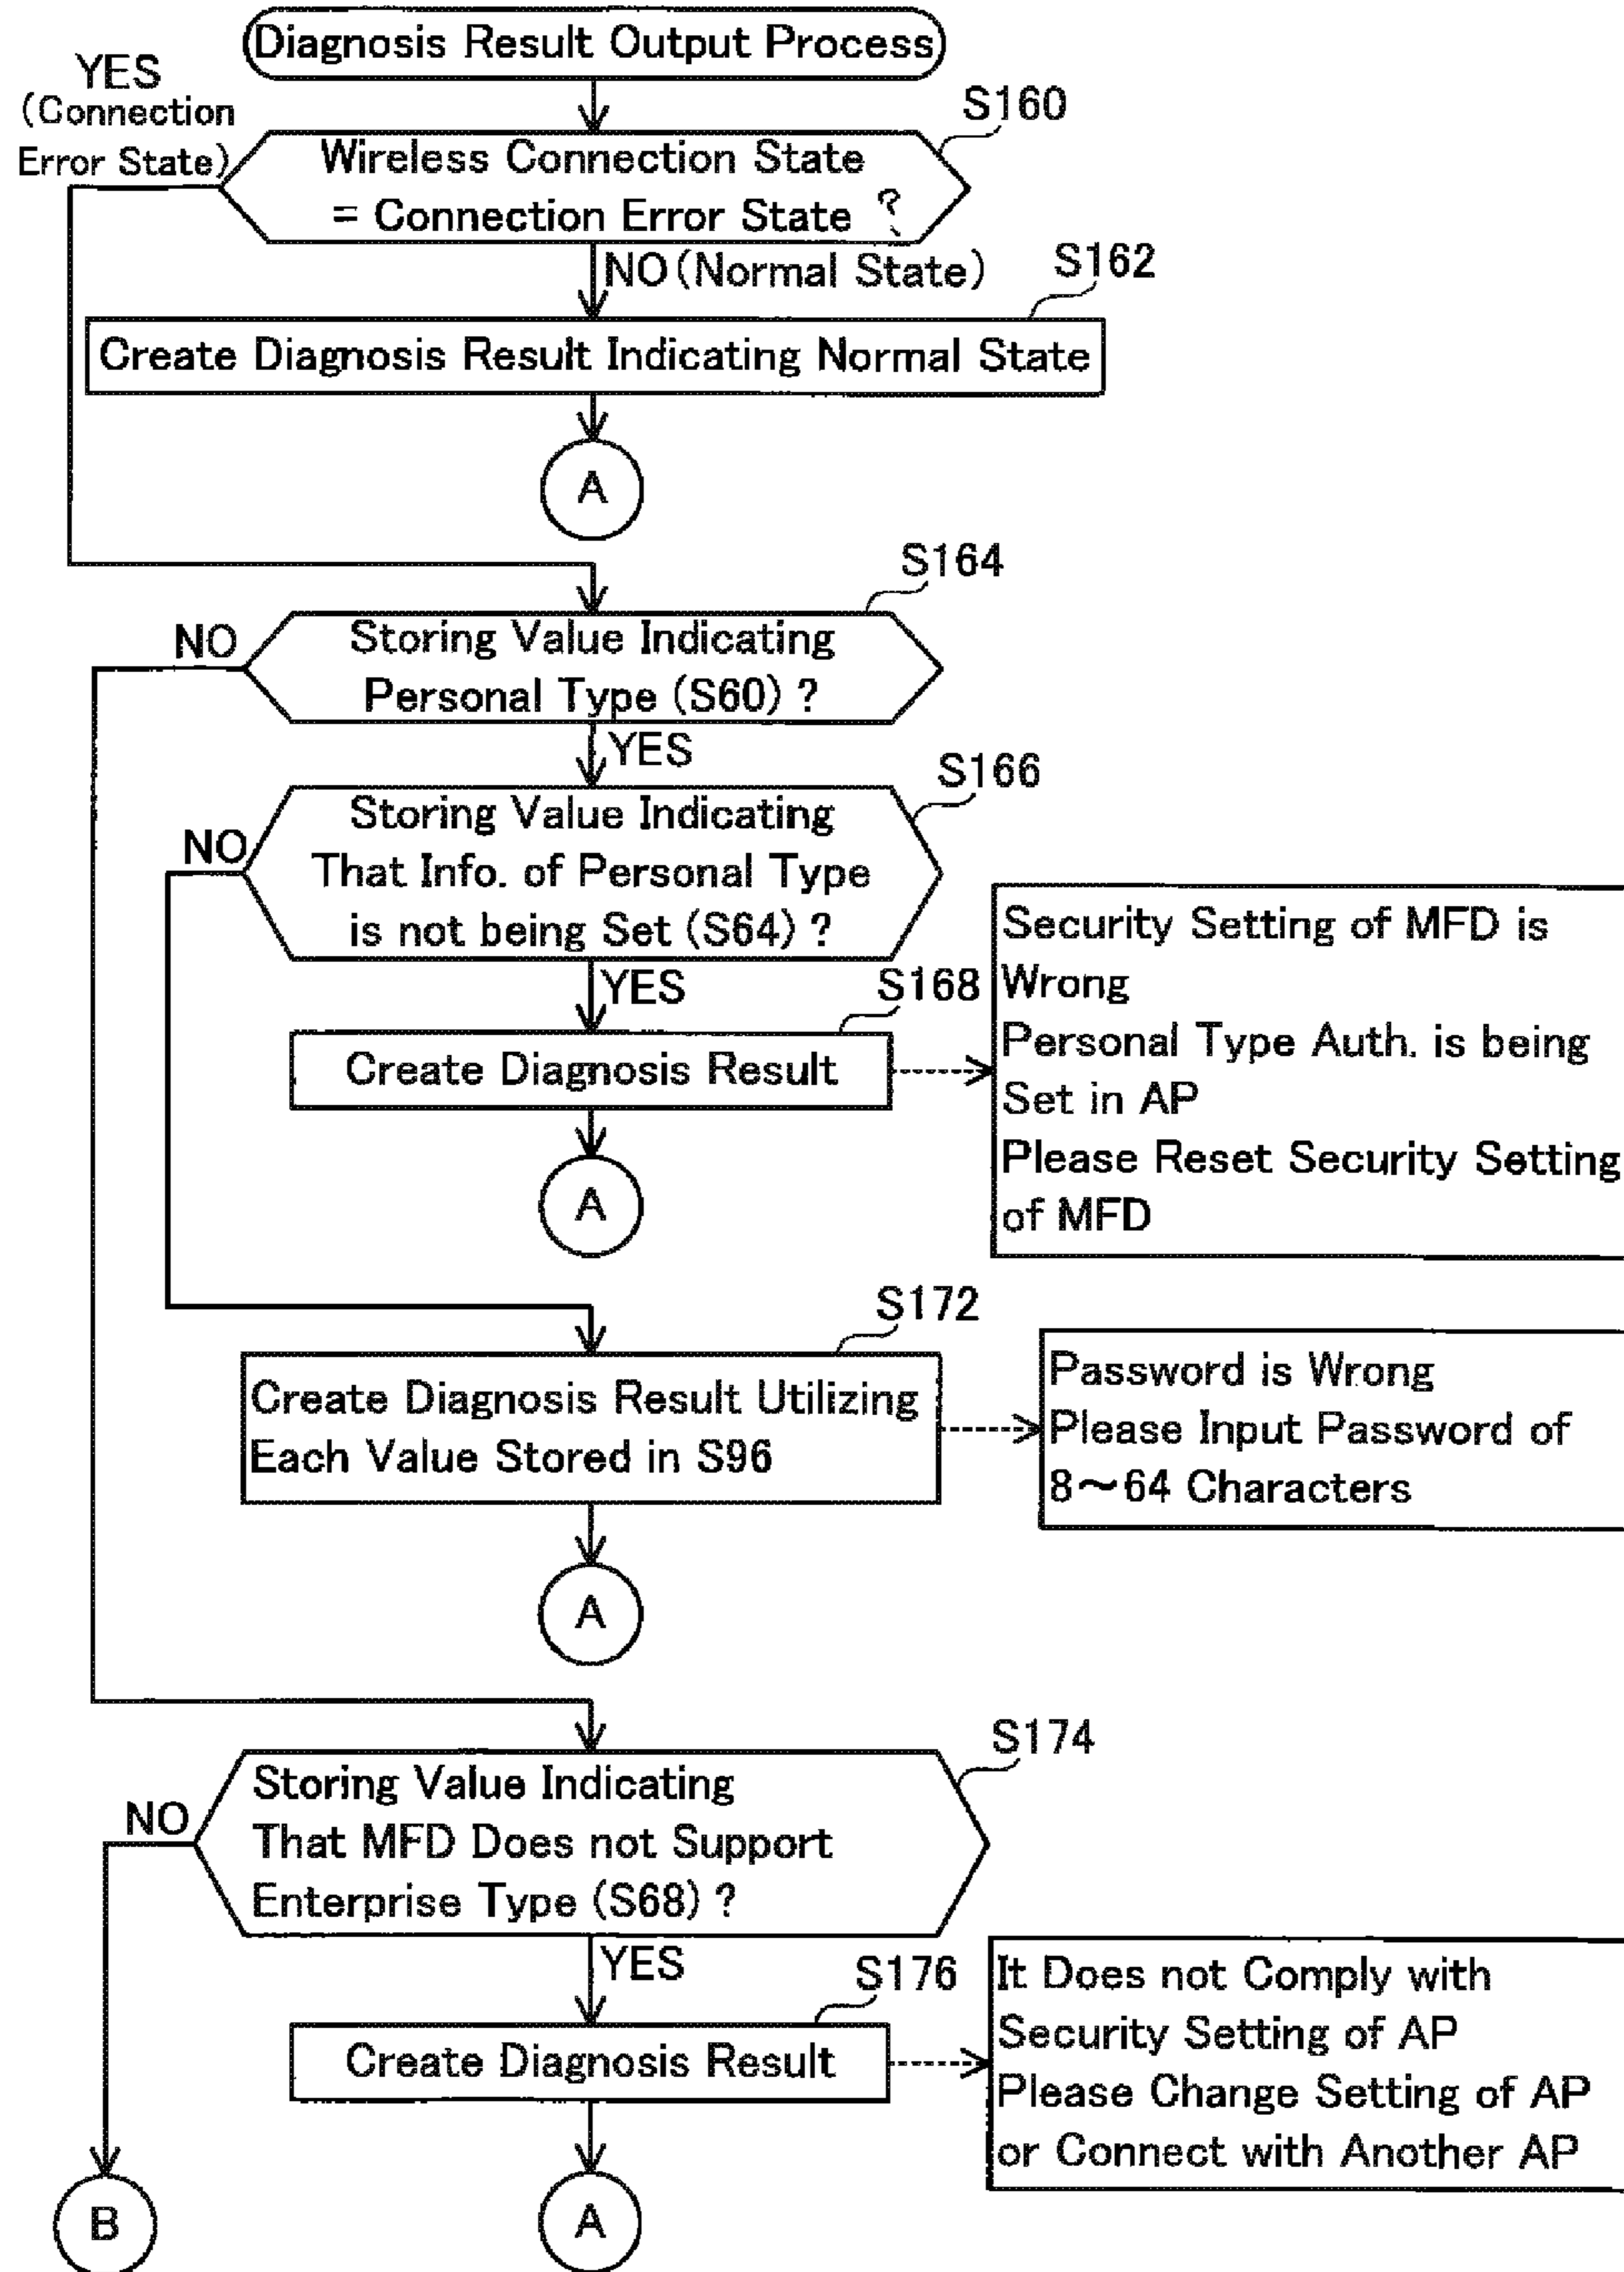 Diagnosis Result Output Process
YES
(Connection
Error State)
S160
Wireless Connection State
= Connection Error State ?
NO(Normal State)
S162
Create Diagnosis Result Indicating Normal State
A
S164
NO
Storing Value Indicating
Personal Type (S60) ?
YES
S166
NO
Storing Value Indicating
That Info. of Personal Type
is not being Set (S64) ?
YES
S168
Create Diagnosis Result
Security Setting of MFD is
Wrong
Personal Type Auth. is being
Set in AP
Please Reset Security Setting
of MFD
A
S172
Create Diagnosis Result Utilizing
Each Value Stored in S96
Password is Wrong
Please Input Password of
8～64 Characters
A
S174
NO
Storing Value Indicating
That MFD Does not Support
Enterprise Type (S68) ?
YES
S176
Create Diagnosis Result
It Does not Comply with
Security Setting of AP
Please Change Setting of AP
or Connect with Another AP
B
A